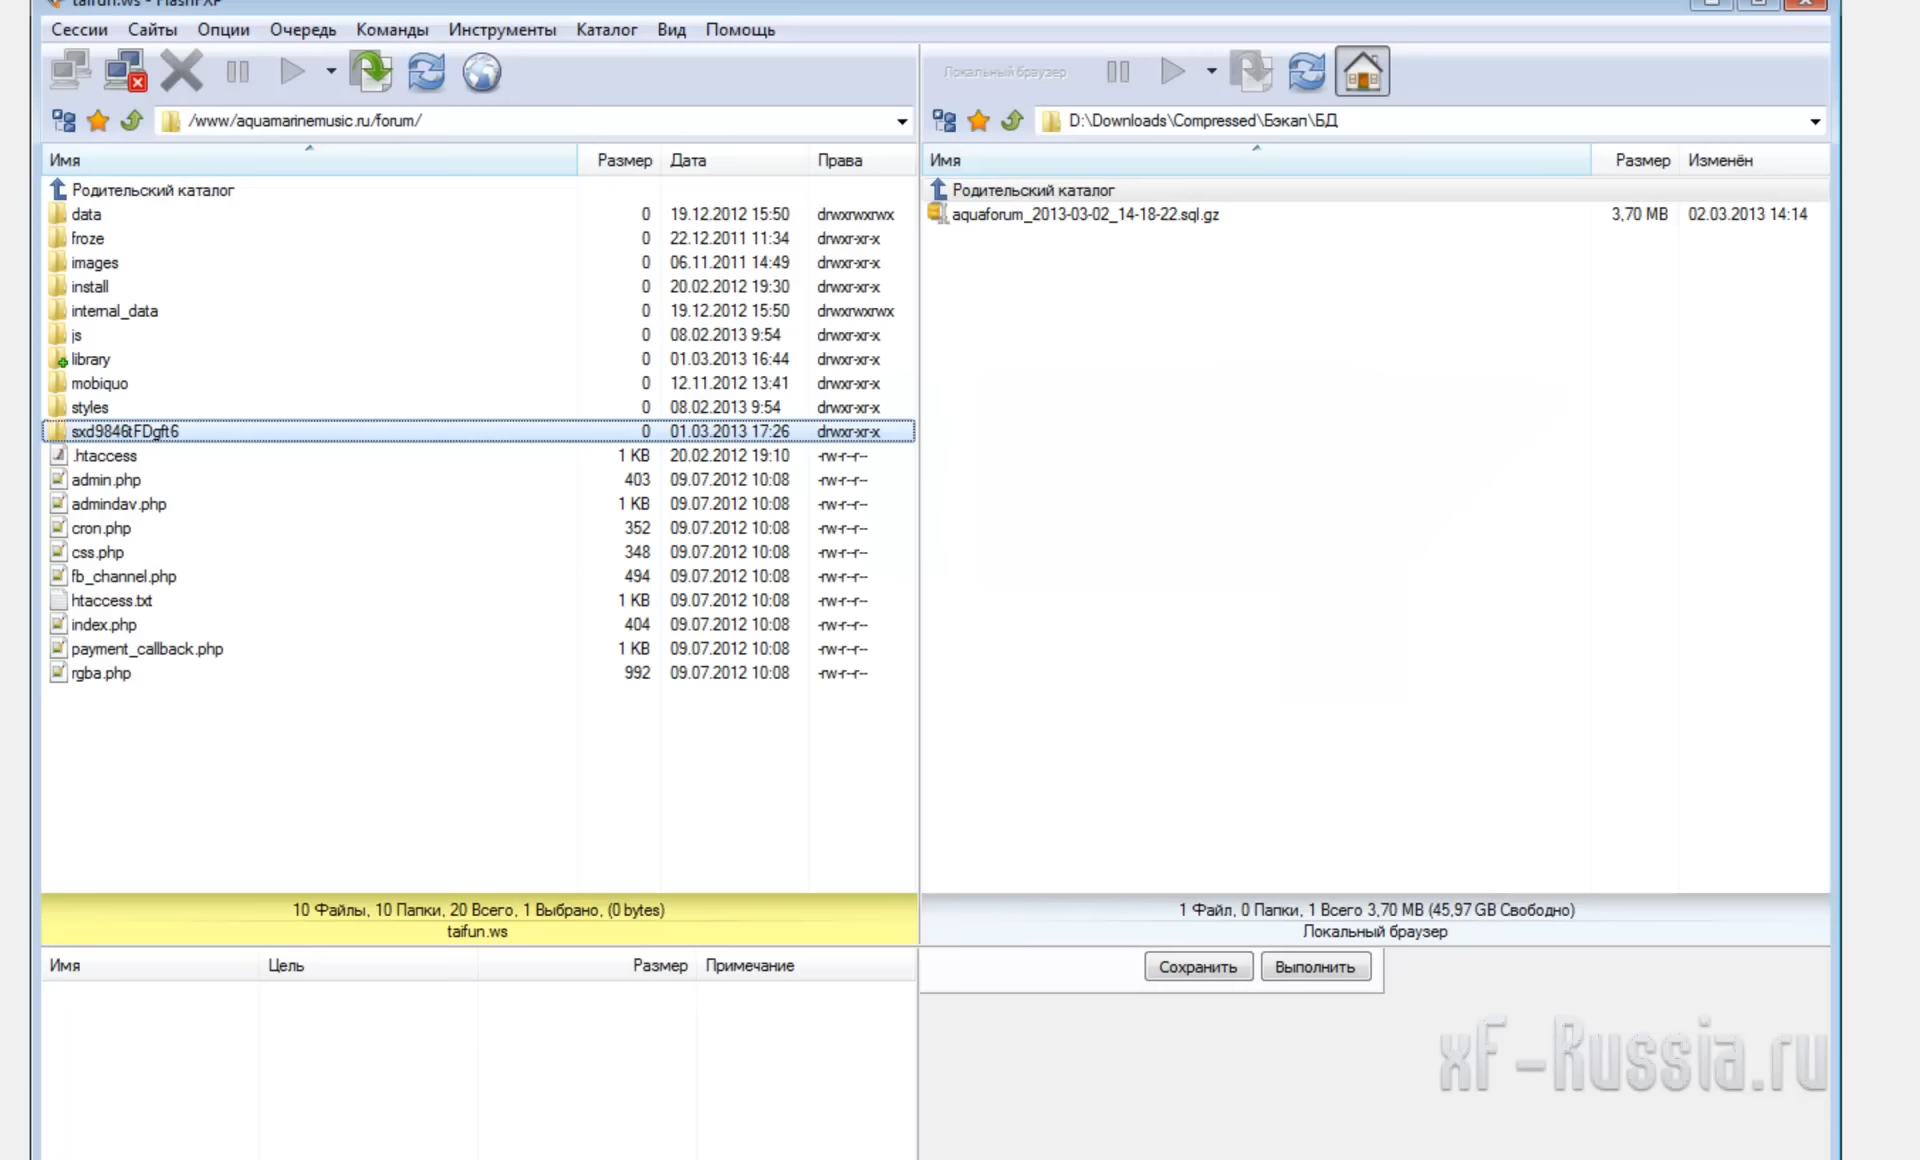 taifun.ws - FlashFXP
Сессии Сайты Опции Очередь Команды Инструменты Каталог Вид Помощь
Локальный браузер
/www/aquamarinemusic.ru/forum/
D:\Downloads\Compressed\Бэкап\БД
Имя Размер Дата Права
Имя Размер Изменён
Родительский каталог
data 0 19.12.2012 15:50 drwxrwxrwx
froze 0 22.12.2011 11:34 drwxr-xr-x
images 0 06.11.2011 14:49 drwxr-xr-x
install 0 20.02.2012 19:30 drwxr-xr-x
internal_data 0 19.12.2012 15:50 drwxrwxrwx
js 0 08.02.2013 9:54 drwxr-xr-x
library 0 01.03.2013 16:44 drwxr-xr-x
mobiquo 0 12.11.2012 13:41 drwxr-xr-x
styles 0 08.02.2013 9:54 drwxr-xr-x
sxd9846tFDgft6 0 01.03.2013 17:26 drwxr-xr-x
.htaccess 1 KB 20.02.2012 19:10 -rw-r--r--
admin.php 403 09.07.2012 10:08 -rw-r--r--
admindav.php 1 KB 09.07.2012 10:08 -rw-r--r--
cron.php 352 09.07.2012 10:08 -rw-r--r--
css.php 348 09.07.2012 10:08 -rw-r--r--
fb_channel.php 494 09.07.2012 10:08 -rw-r--r--
htaccess.txt 1 KB 09.07.2012 10:08 -rw-r--r--
index.php 404 09.07.2012 10:08 -rw-r--r--
payment_callback.php 1 KB 09.07.2012 10:08 -rw-r--r--
rgba.php 992 09.07.2012 10:08 -rw-r--r--
Родительский каталог
aquaforum_2013-03-02_14-18-22.sql.gz 3,70 MB 02.03.2013 14:14
10 Файлы, 10 Папки, 20 Всего, 1 Выбрано, (0 bytes)
taifun.ws
1 Файл, 0 Папки, 1 Всего 3,70 MB (45,97 GB Свободно)
Локальный браузер
Имя Цель Размер Примечание
Сохранить Выполнить
xF-Russia.ru